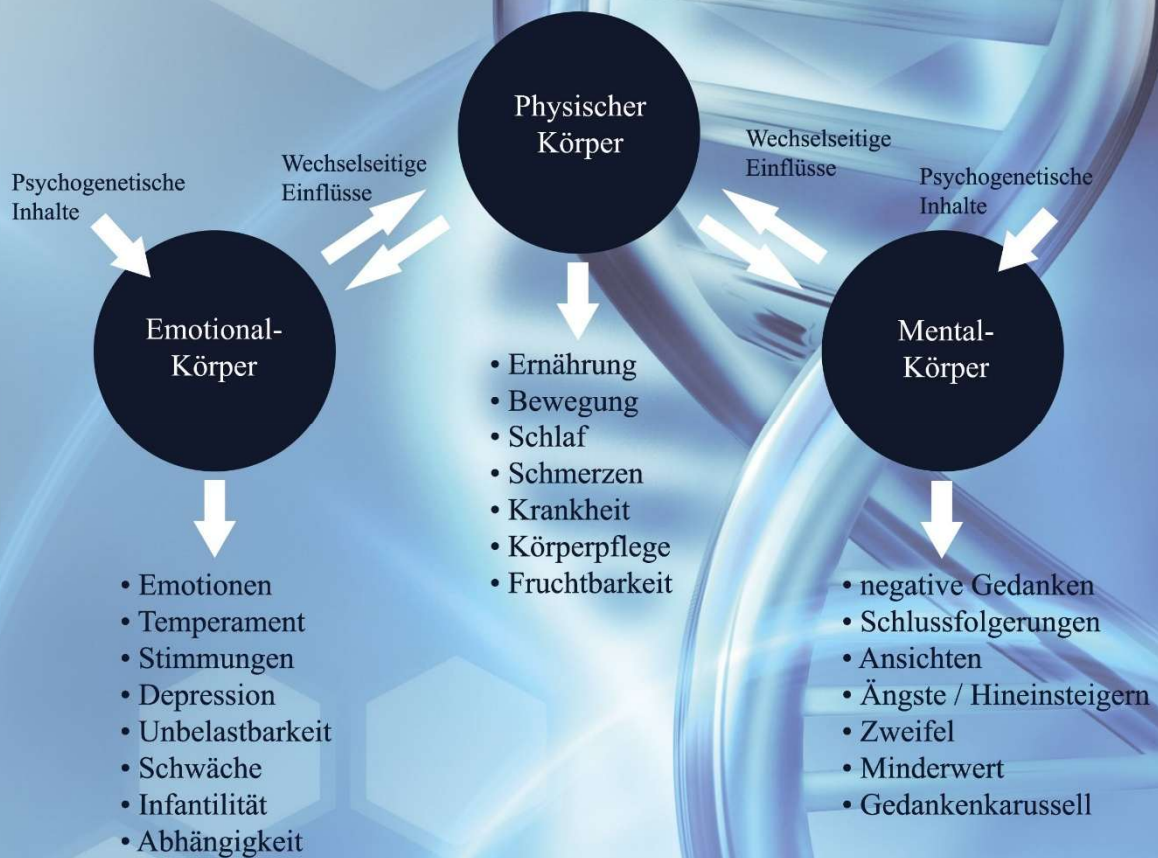 Physischer
Körper
Wechselseitige
Einflüsse
Wechselseitige
Einflüsse
Psychogenetische
Inhalte
Psychogenetische
Inhalte
Emotional-
Körper
Mental-
Körper
• Ernährung
• Bewegung
• Schlaf
• Schmerzen
• Krankheit
• Körperpflege
• Fruchtbarkeit
• Emotionen
• Temperament
• Stimmungen
• Depression
• Unbelastbarkeit
• Schwäche
• Infantilität
• Abhängigkeit
• negative Gedanken
• Schlussfolgerungen
• Ansichten
• Ängste / Hineinsteigern
• Zweifel
• Minderwert
• Gedankenkarussell